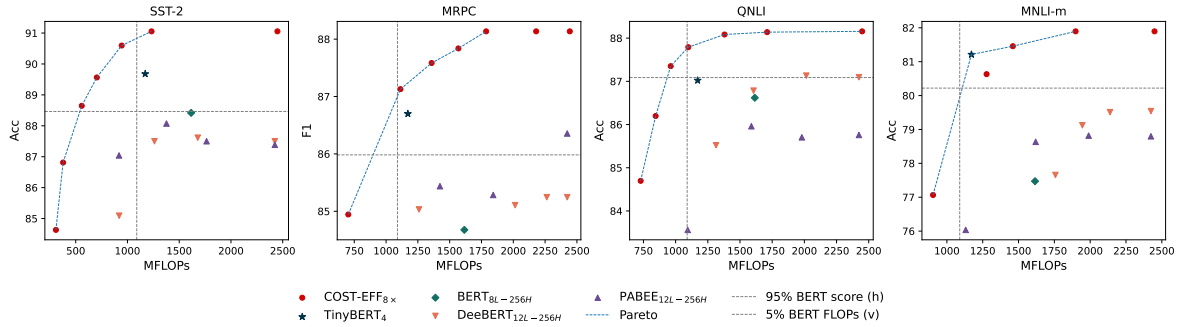 SST-2
MRPC
QNLI
MNLI-m
Acc
91
90
89
88
87
86
85
500
1000
1500
2000
2500
MFLOPs
F1
88
87
86
85
750
1000
1250
1500
1750
2000
2250
2500
MFLOPs
Acc
88
87
86
85
84
750
1000
1250
1500
1750
2000
2250
2500
MFLOPs
Acc
82
81
80
79
78
77
76
1000
1250
1500
1750
2000
2250
2500
MFLOPs
COST-EFF8×
BERT8L−256H
PABEE12L−256H
95% BERT score (h)
TinyBERT4
DeeBERT12L−256H
Pareto
5% BERT FLOPs (v)